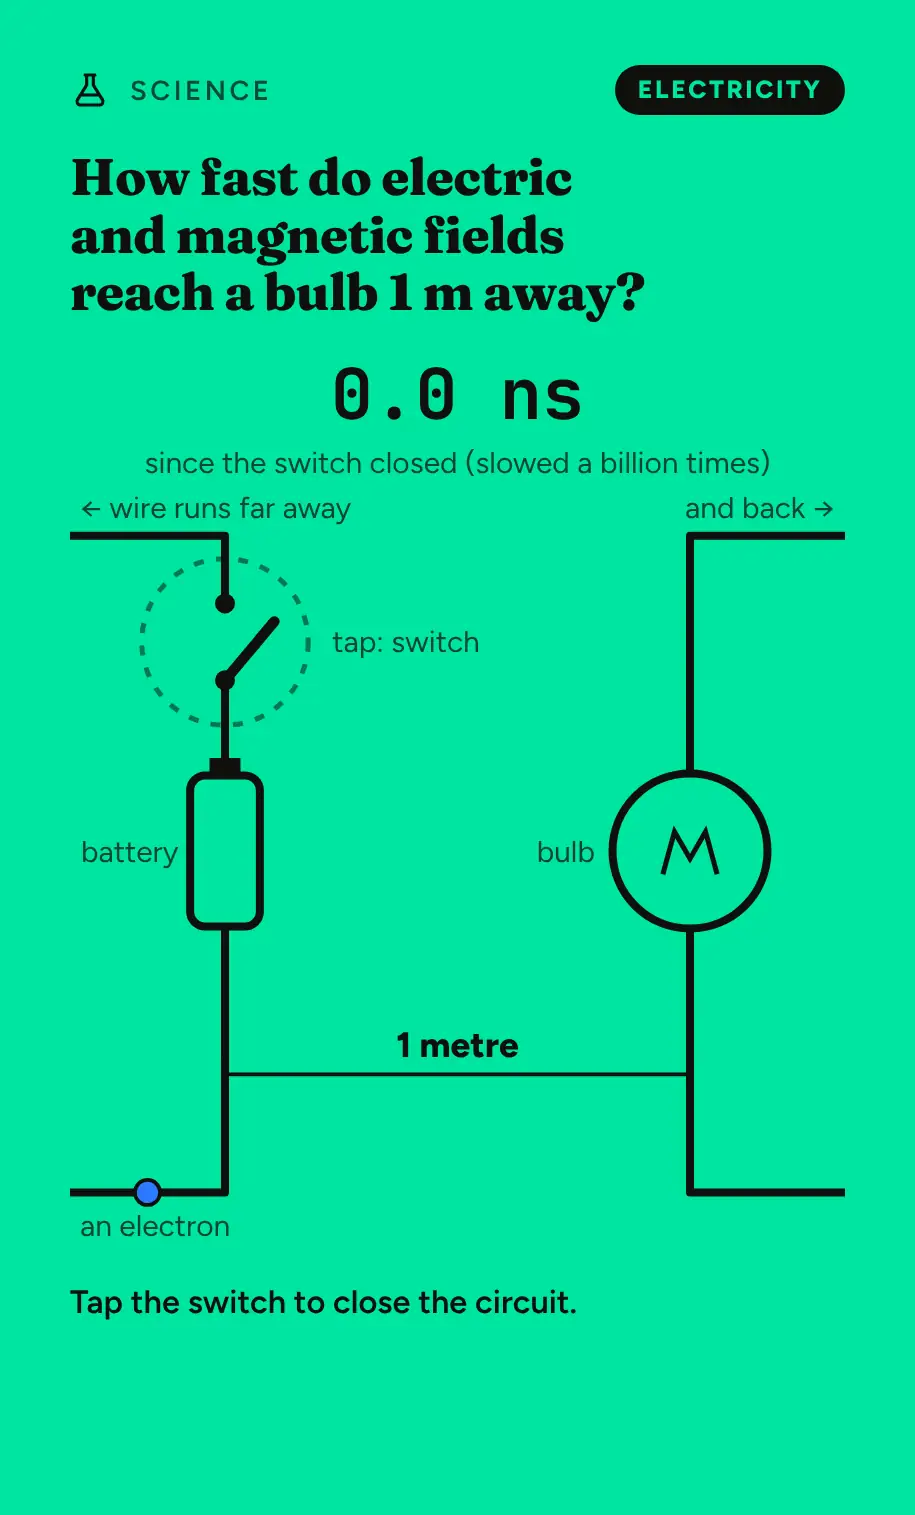 SCIENCE
ELECTRICITY
How fast do electric
and magnetic fields
reach a bulb 1 m away?
0.0 ns
since the switch closed (slowed a billion times)
← wire runs far away
and back →
tap: switch
battery
bulb
1 metre
an electron
Tap the switch to close the circuit.